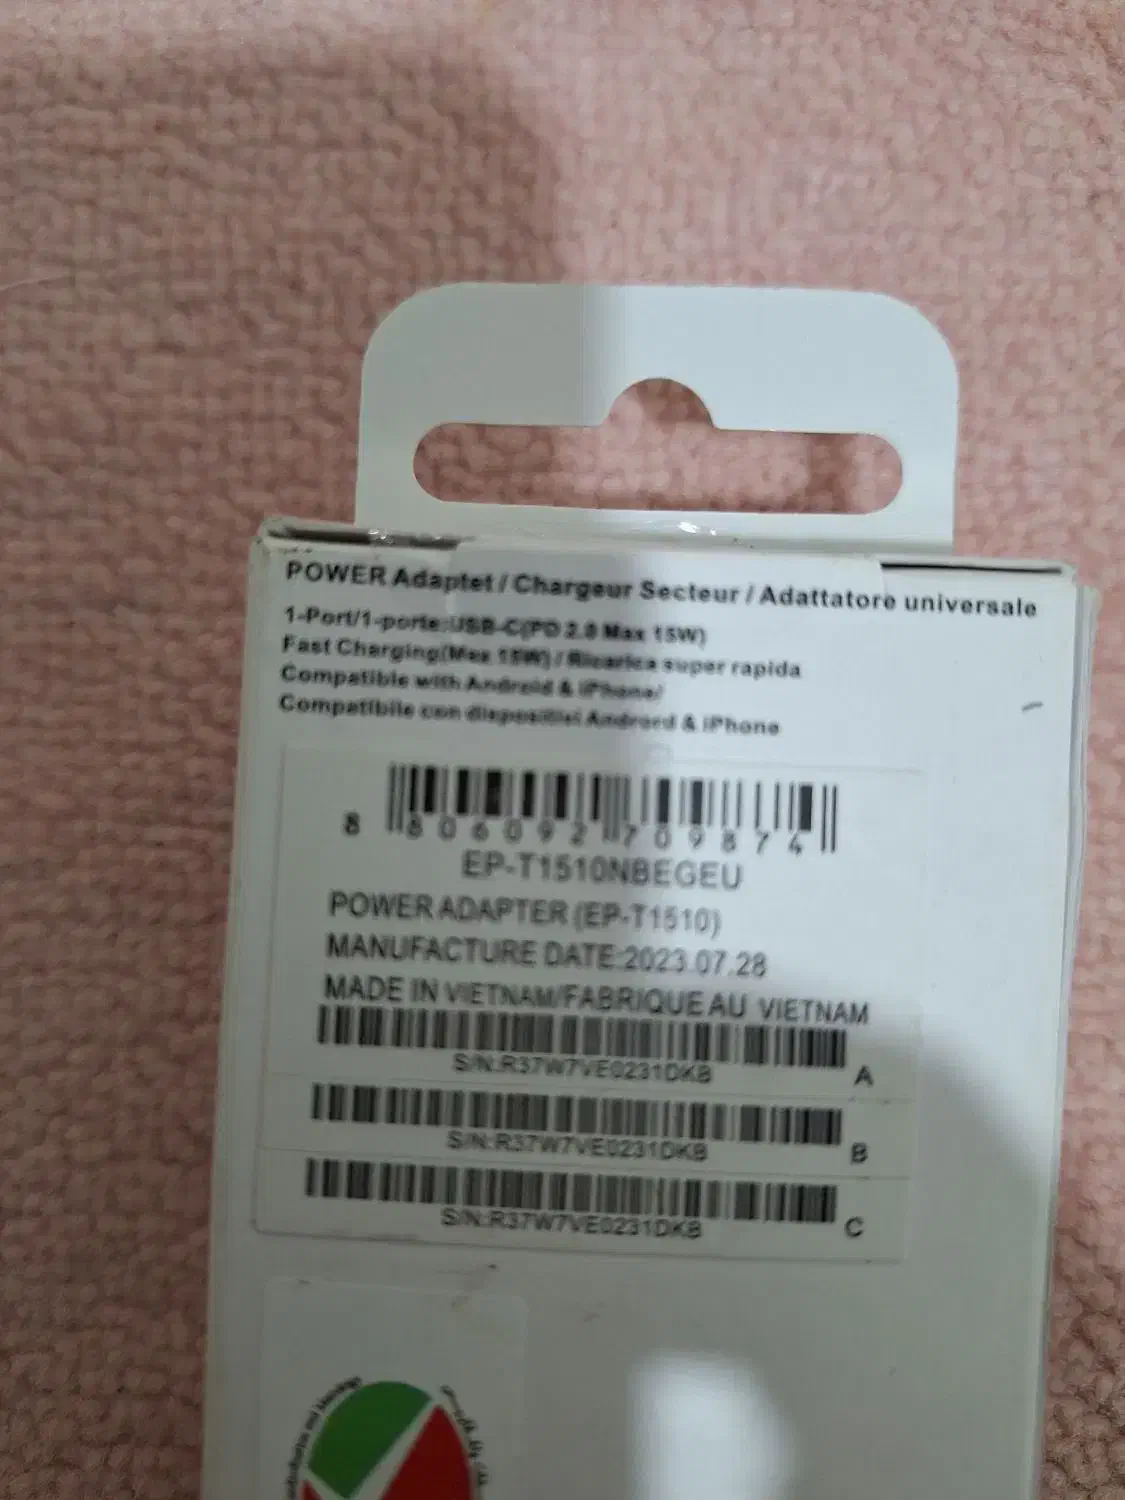 POWER Adaptet / Chargeur Secteur / Adattatore universale
1-Port/1-porte:USB-C(PD 2.0 Max 15W)
Fast Charging(Max 15W) / Ricarica super rapida
Compatible with Android & iPhone/
Compatibile con dispositivi Andrord & iPhone
8 806092 709874
EP-T1510NBEGEU
POWER ADAPTER (EP-T1510)
MANUFACTURE DATE:2023.07.28
MADE IN VIETNAM/FABRIQUE AU VIETNAM
S/N:R37W7VE0231DKB
A
S/N:R37W7VE0231DKB
B
S/N:R37W7VE0231DKB
C